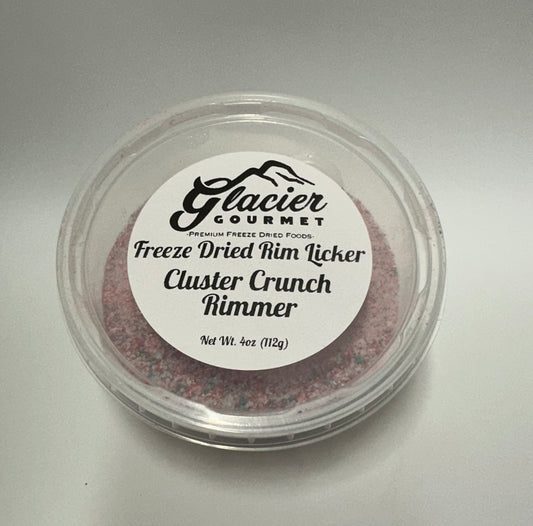 Glacier
GOURMET
·PREMIUM FREEZE DRIED FOODS·
Freeze Dried Rim Licker
Cluster Crunch
Rimmer
Net Wt. 4oz (112g)